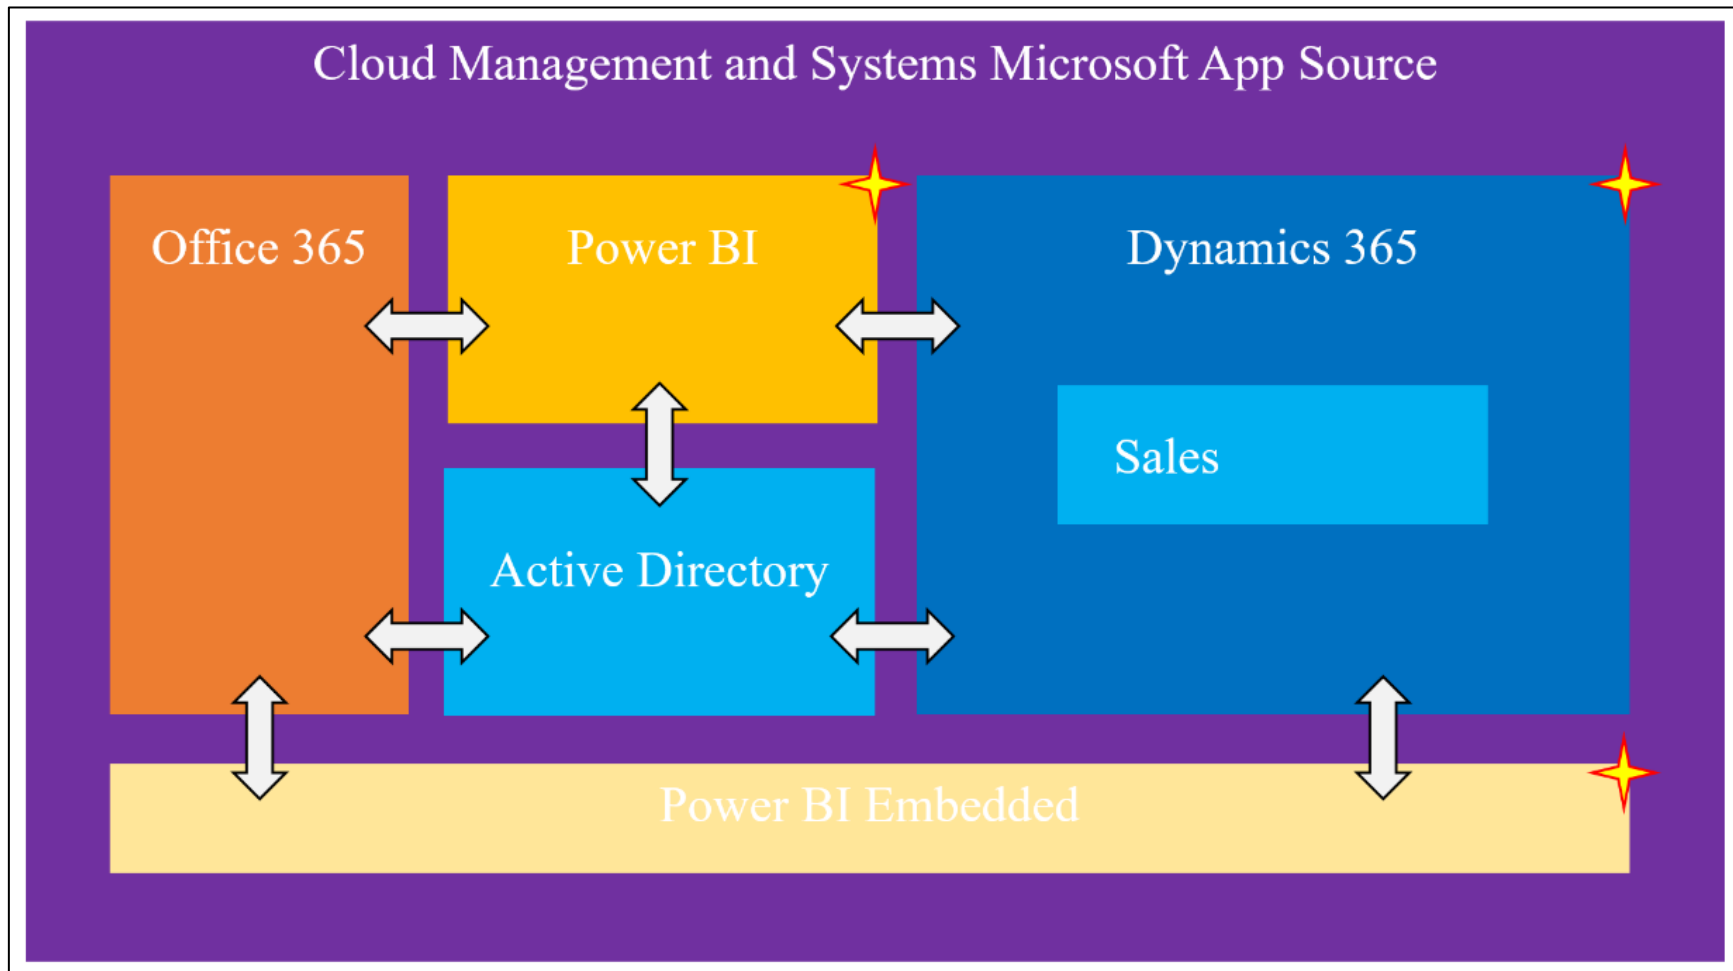 Cloud Management and Systems Microsoft App Source
Office 365
Power BI
Dynamics 365
Sales
Active Directory
Power BI Embedded